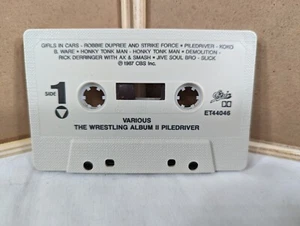 GIRLS IN CARS - ROBBIE DUPREE AND STRIKE FORCE • PILEDRIVER - KOKO
B. WARE • HONKY TONK MAN - HONKY TONK MAN • DEMOLITION -
RICK DERRINGER WITH AX & SMASH • JIVE SOUL BRO - SLICK
℗ 1987 CBS Inc.
SIDE
1
Epic
ET44046
VARIOUS
THE WRESTLING ALBUM II PILEDRIVER